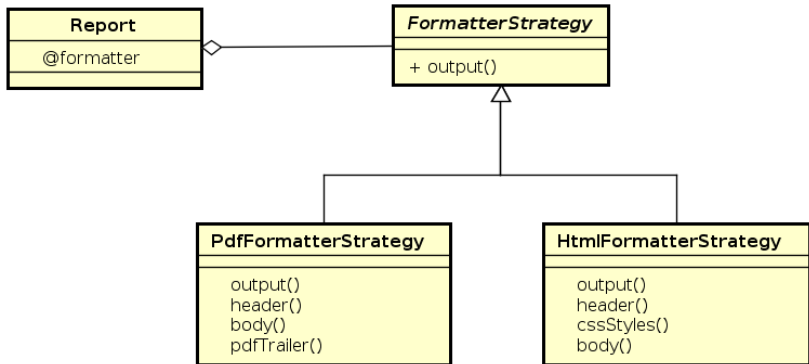 Report
@formatter
FormatterStrategy
+ output()
PdfFormatterStrategy
output()
header()
body()
pdfTrailer()
HtmlFormatterStrategy
output()
header()
cssStyles()
body()